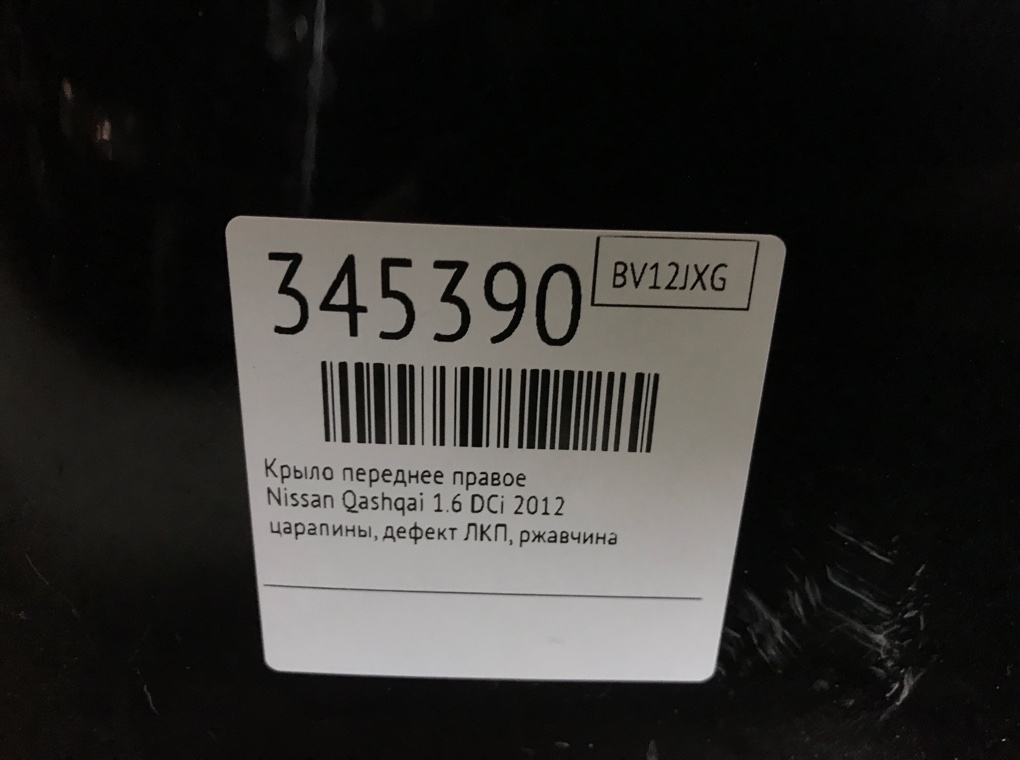 345390
BV12JXG
Крыло переднее правое
Nissan Qashqai 1.6 DCi 2012
царапины, дефект ЛКП, ржавчина